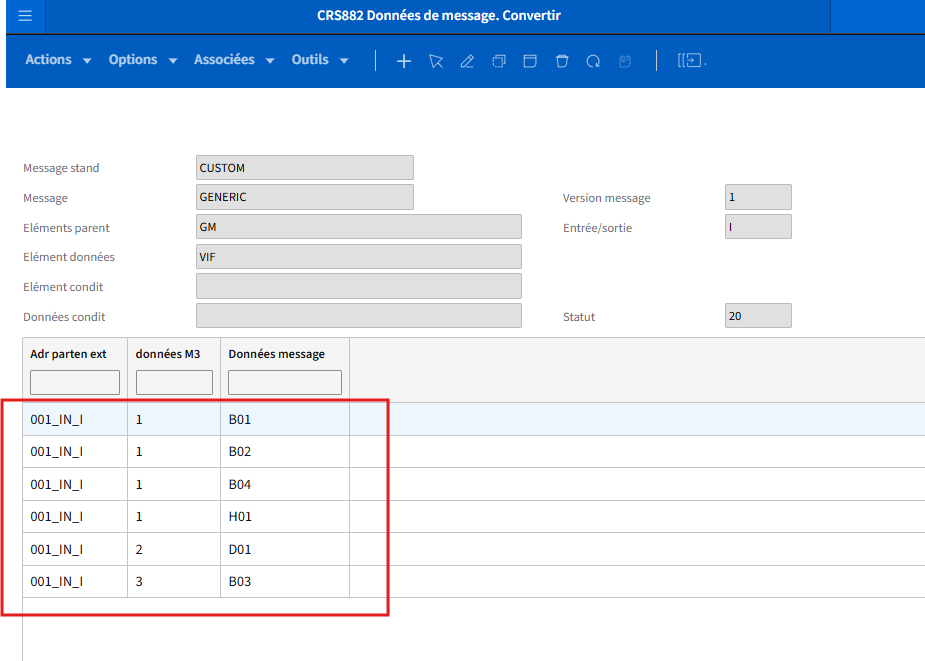 CRS882 Données de message. Convertir
Actions Options Associées Outils
Message stand CUSTOM
Message GENERIC Version message 1
Eléments parent GM Entrée/sortie I
Elément données VIF
Elément condit
Données condit Statut 20
Adr parten ext données M3 Données message
001_IN_I 1 B01
001_IN_I 1 B02
001_IN_I 1 B04
001_IN_I 1 H01
001_IN_I 2 D01
001_IN_I 3 B03